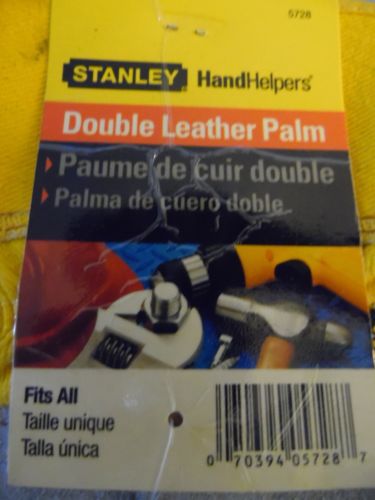 5728
STANLEY HandHelpers®
Double Leather Palm
Paume de cuir double
Palma de cuero doble
Fits All
Taille unique
Talla única
0 70394 05728 7